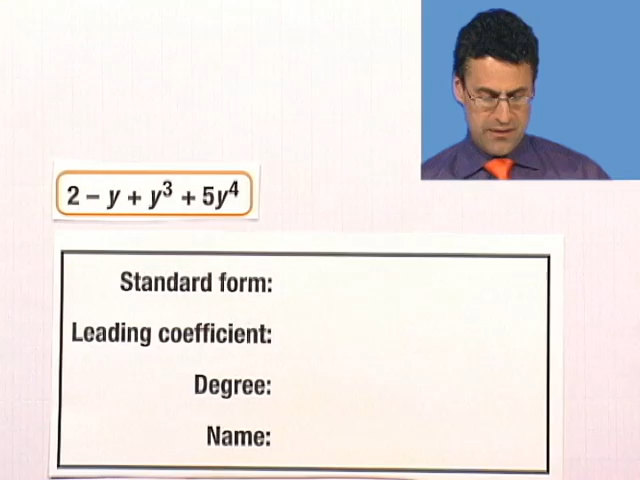 2 – y + y³ + 5y⁴
Standard form:
Leading coefficient:
Degree:
Name: